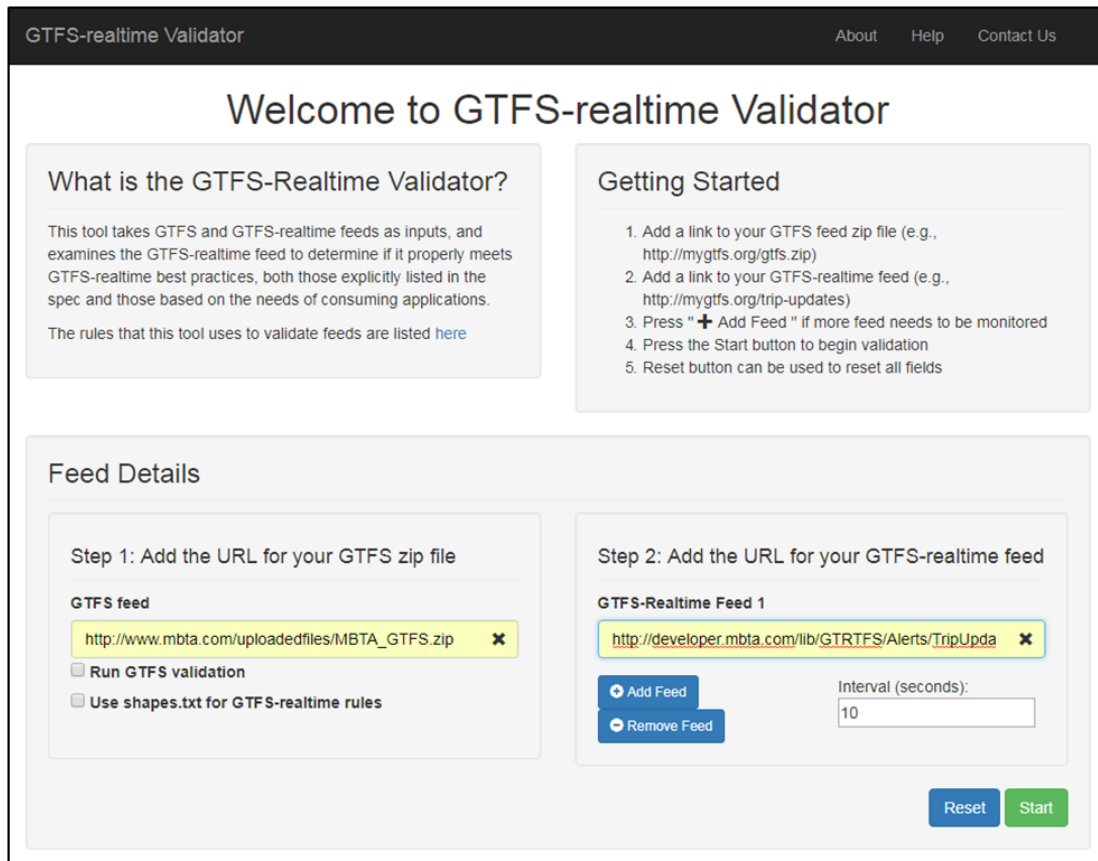 GTFS-realtime Validator
About Help Contact Us
Welcome to GTFS-realtime Validator
What is the GTFS-Realtime Validator?
This tool takes GTFS and GTFS-realtime feeds as inputs, and
examines the GTFS-realtime feed to determine if it properly meets
GTFS-realtime best practices, both those explicitly listed in the
spec and those based on the needs of consuming applications.
The rules that this tool uses to validate feeds are listed here
Getting Started
1. Add a link to your GTFS feed zip file (e.g.,
http://mygtfs.org/gtfs.zip)
2. Add a link to your GTFS-realtime feed (e.g.,
http://mygtfs.org/trip-updates)
3. Press " ✚ Add Feed " if more feed needs to be monitored
4. Press the Start button to begin validation
5. Reset button can be used to reset all fields
Feed Details
Step 1: Add the URL for your GTFS zip file
GTFS feed
http://www.mbta.com/uploadedfiles/MBTA_GTFS.zip
Run GTFS validation
Use shapes.txt for GTFS-realtime rules
Step 2: Add the URL for your GTFS-realtime feed
GTFS-Realtime Feed 1
http://developer.mbta.com/lib/GTRTFS/Alerts/TripUpda
Add Feed
Remove Feed
Interval (seconds):
10
Reset
Start